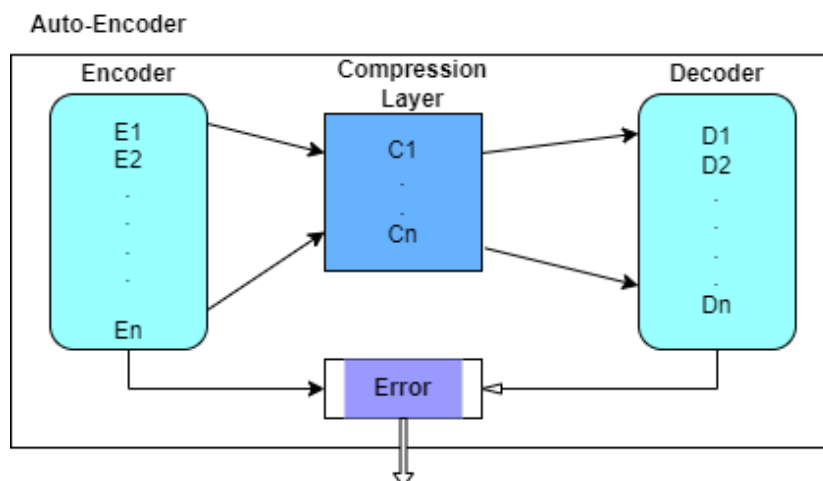 Auto-Encoder
Encoder
E1
E2
.
.
.
.
En
Compression
Layer
C1
.
.
Cn
Decoder
D1
D2
.
.
.
.
Dn
Error